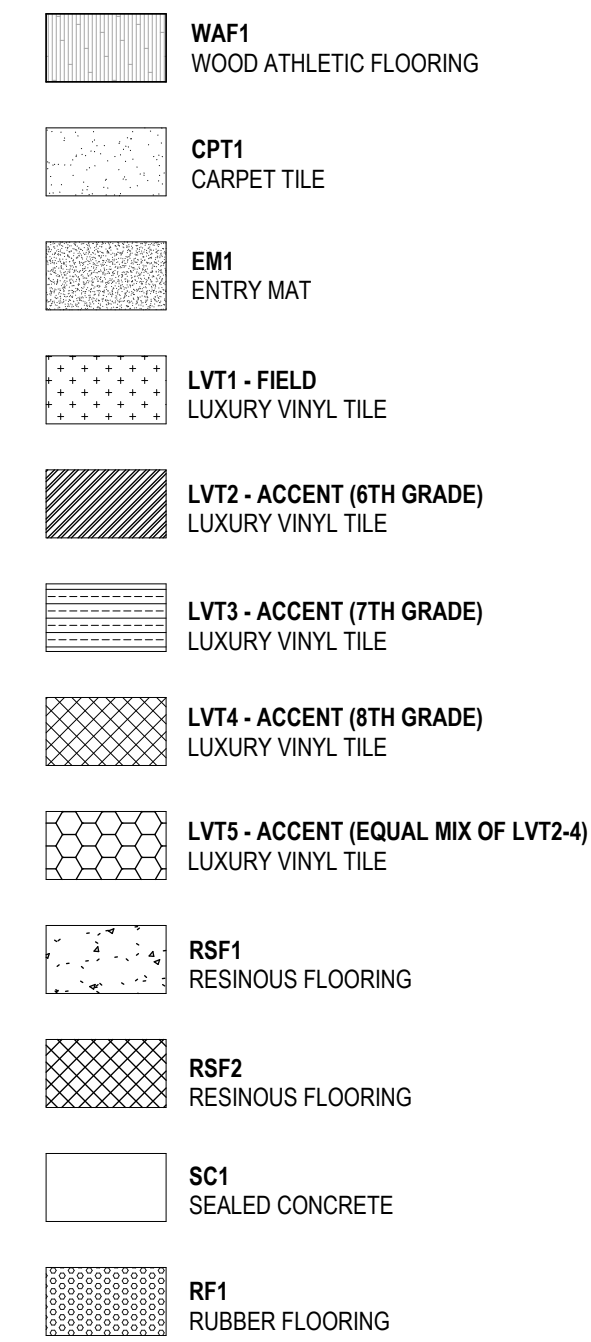 WAF1
WOOD ATHLETIC FLOORING
CPT1
CARPET TILE
EM1
ENTRY MAT
LVT1 - FIELD
LUXURY VINYL TILE
LVT2 - ACCENT (6TH GRADE)
LUXURY VINYL TILE
LVT3 - ACCENT (7TH GRADE)
LUXURY VINYL TILE
LVT4 - ACCENT (8TH GRADE)
LUXURY VINYL TILE
LVT5 - ACCENT (EQUAL MIX OF LVT2-4)
LUXURY VINYL TILE
RSF1
RESINOUS FLOORING
RSF2
RESINOUS FLOORING
SC1
SEALED CONCRETE
RF1
RUBBER FLOORING